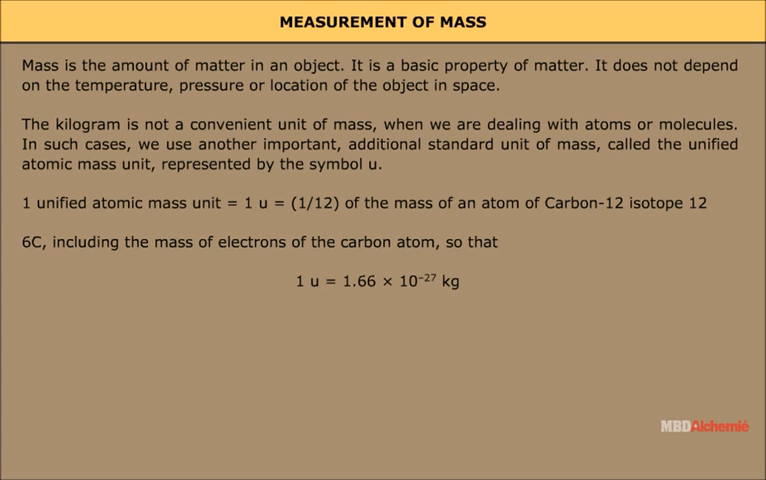 MEASUREMENT OF MASS
Mass is the amount of matter in an object. It is a basic property of matter. It does not depend
on the temperature, pressure or location of the object in space.
The kilogram is not a convenient unit of mass, when we are dealing with atoms or molecules.
In such cases, we use another important, additional standard unit of mass, called the unified
atomic mass unit, represented by the symbol u.
1 unified atomic mass unit = 1 u = (1/12) of the mass of an atom of Carbon-12 isotope 12
6C, including the mass of electrons of the carbon atom, so that
1 u = 1.66 × 10⁻²⁷ kg
MBDAlchemié